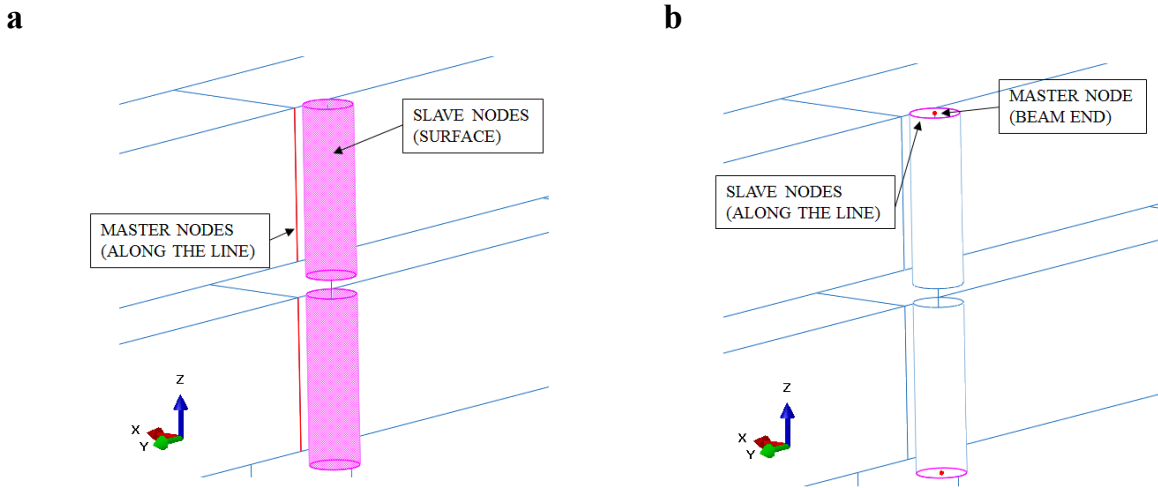 a
b
SLAVE NODES
(SURFACE)
MASTER NODES
(ALONG THE LINE)
Z
X
Y
MASTER NODE
(BEAM END)
SLAVE NODES
(ALONG THE LINE)
Z
X
Y